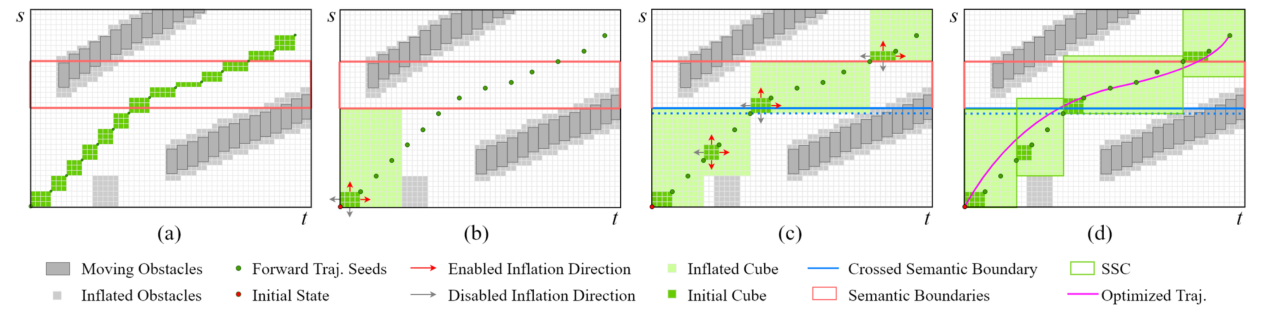 s s s s
t t t t
(a) (b) (c) (d)
Moving Obstacles Forward Traj. Seeds Enabled Inflation Direction Inflated Cube Crossed Semantic Boundary SSC
Inflated Obstacles Initial State Disabled Inflation Direction Initial Cube Semantic Boundaries Optimized Traj.